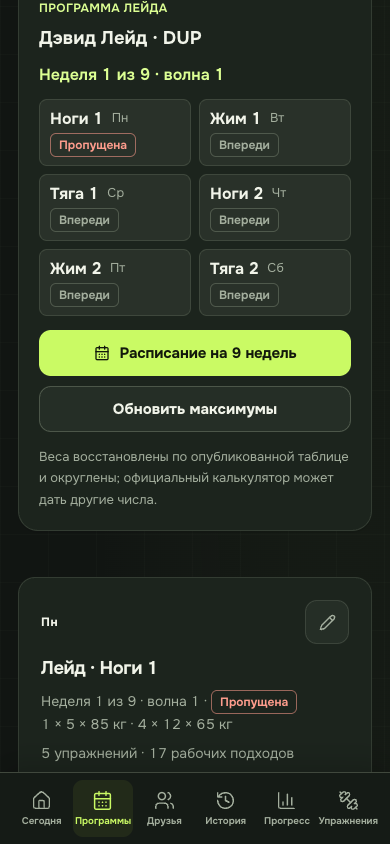 ПРОГРАММА ЛЕЙДА
Дэвид Лейд · DUP
Неделя 1 из 9 · волна 1
Ноги 1 Пн
Пропущена
Жим 1 Вт
Впереди
Тяга 1 Ср
Впереди
Ноги 2 Чт
Впереди
Жим 2 Пт
Впереди
Тяга 2 Сб
Впереди
Расписание на 9 недель
Обновить максимумы
Веса восстановлены по опубликованной таблице
и округлены; официальный калькулятор может
дать другие числа.
Пн
Лейд · Ноги 1
Неделя 1 из 9 · волна 1 · Пропущена
1 × 5 × 85 кг · 4 × 12 × 65 кг
5 упражнений · 17 рабочих подходов
Сегодня Программы Друзья История Прогресс Упражнения